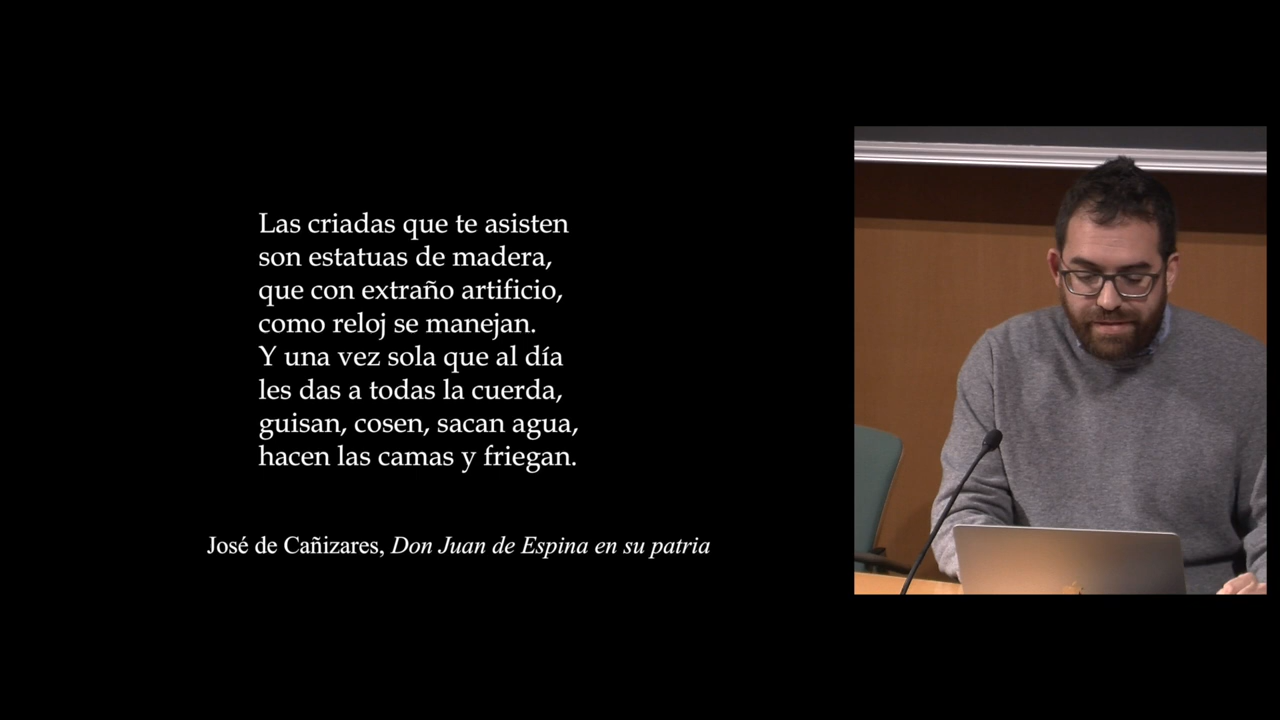 Las criadas que te asisten
son estatuas de madera,
que con extraño artificio,
como reloj se manejan.
Y una vez sola que al día
les das a todas la cuerda,
guisan, cosen, sacan agua,
hacen las camas y friegan.
José de Cañizares, Don Juan de Espina en su patria